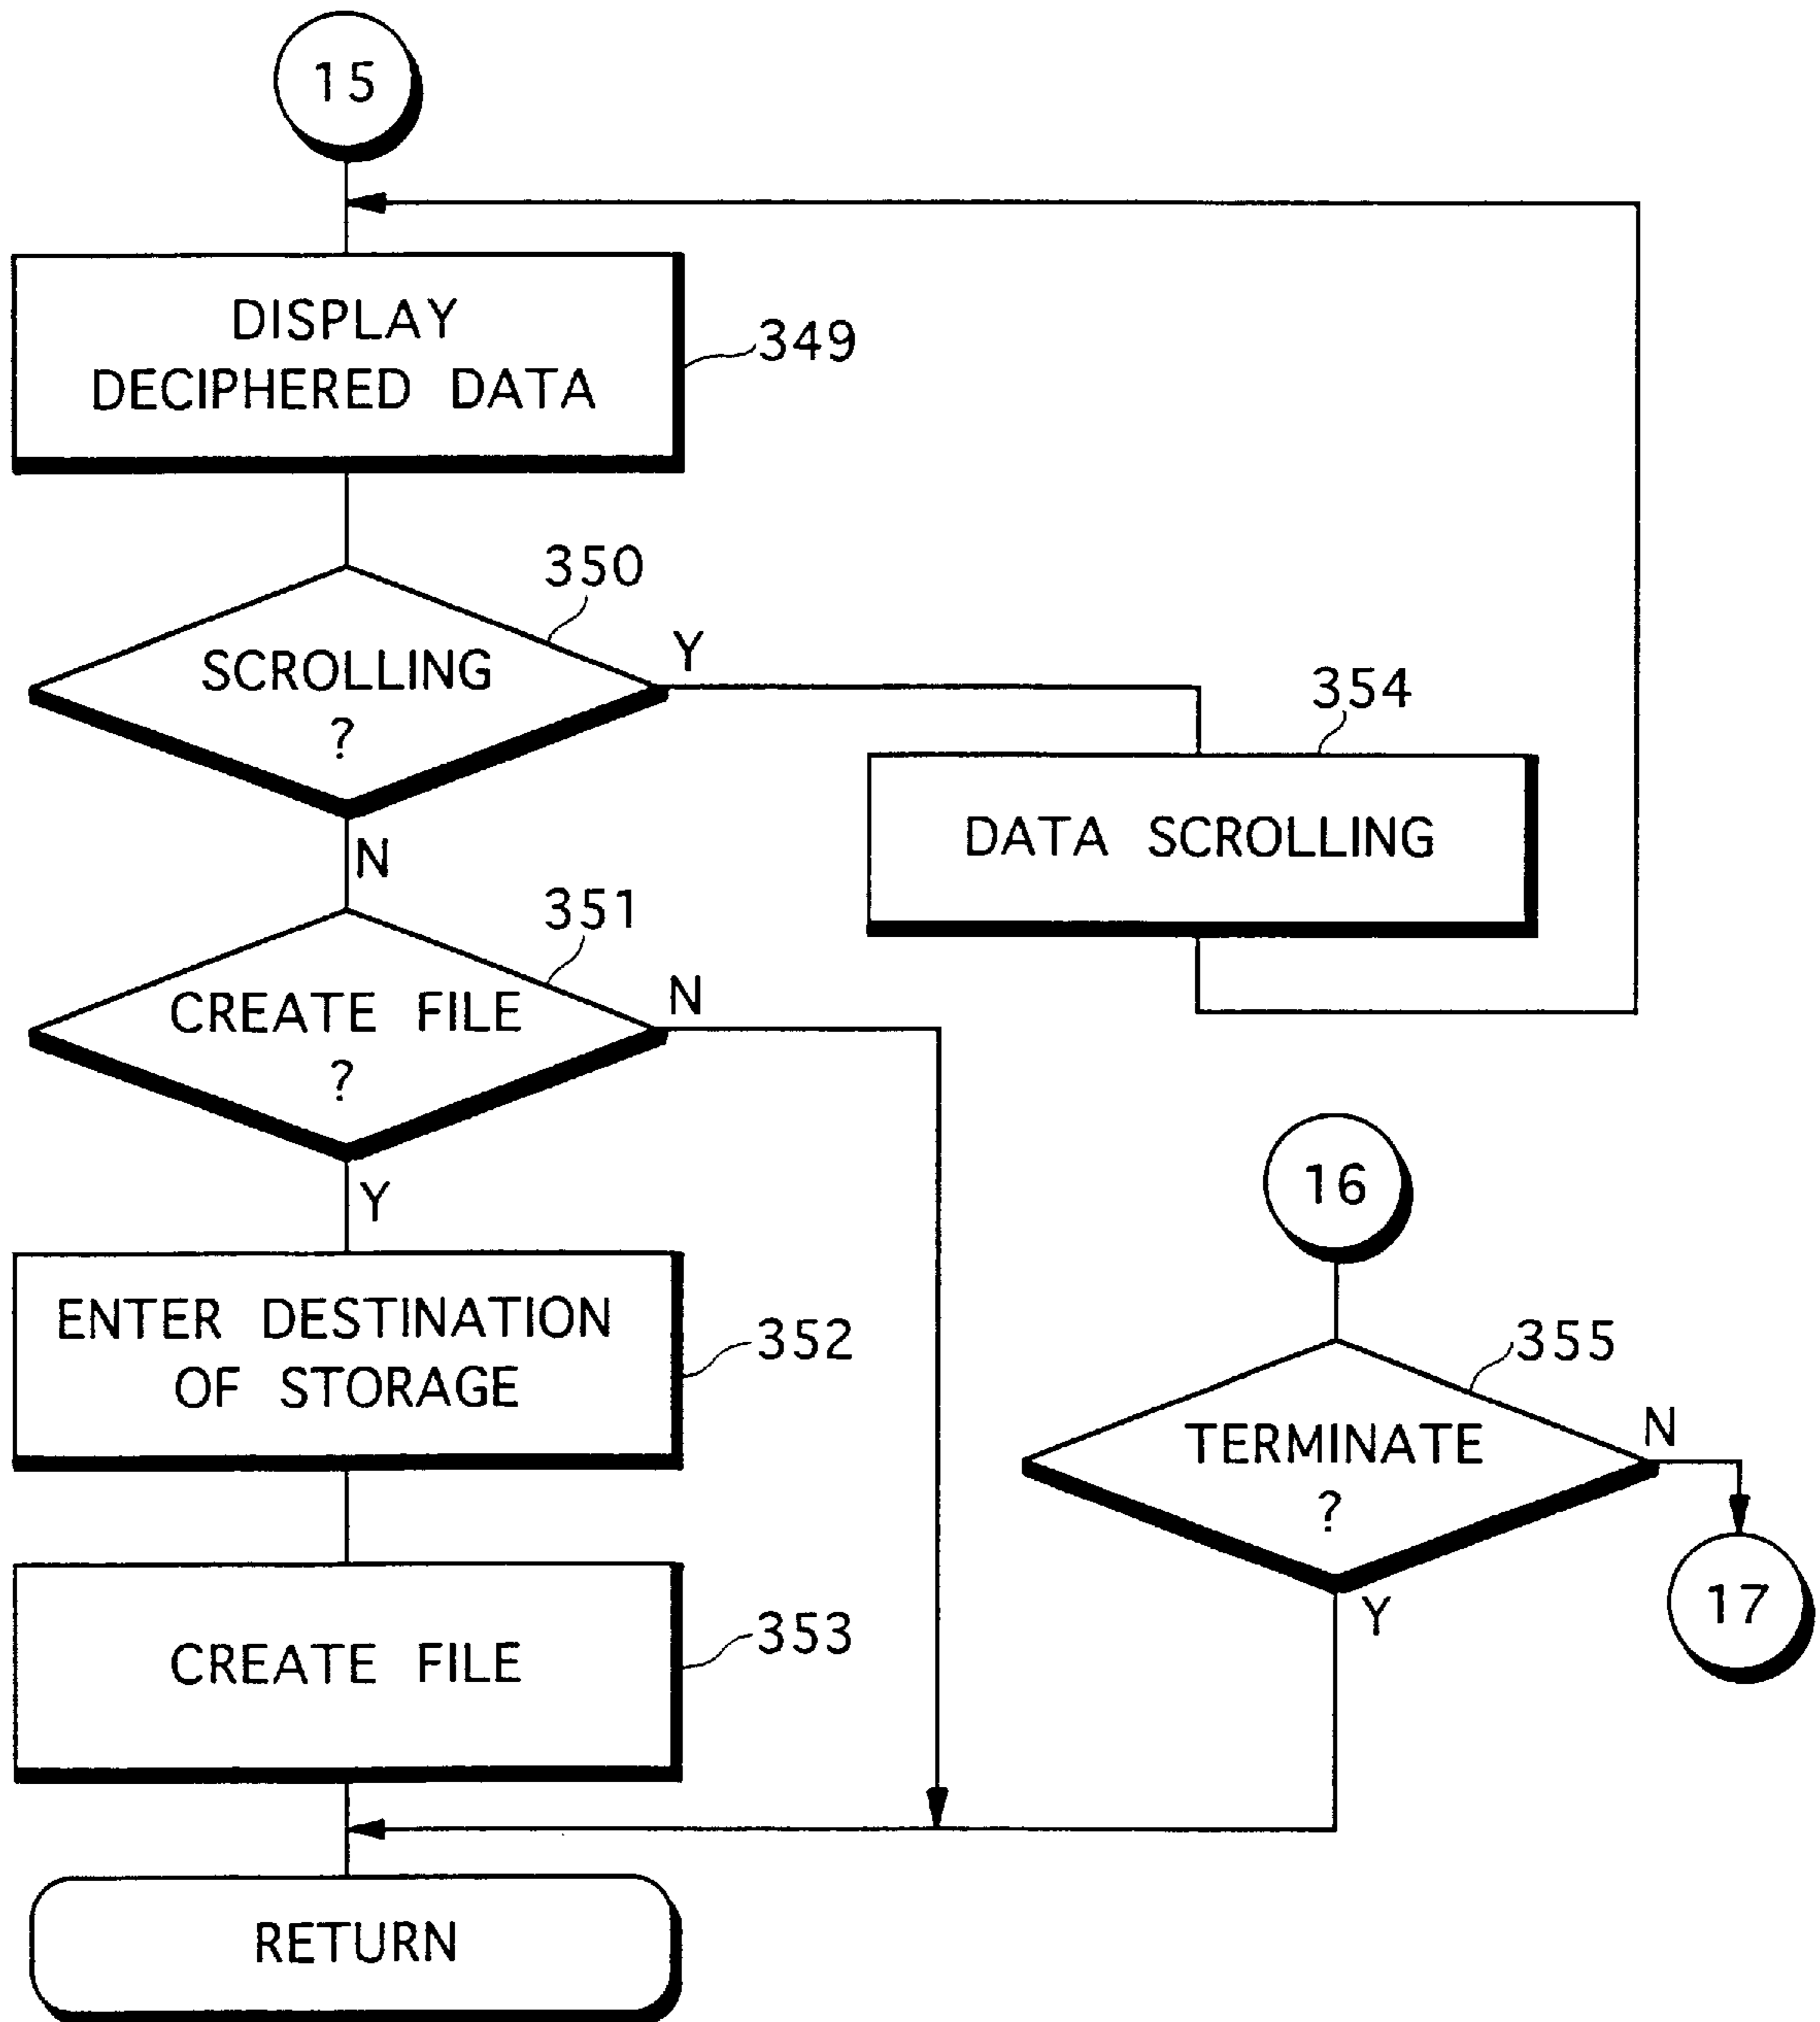 15
DISPLAY
DECIPHERED DATA
349
350
SCROLLING
?
Y
N
354
DATA SCROLLING
351
CREATE FILE
?
N
Y
ENTER DESTINATION
OF STORAGE
352
CREATE FILE
353
16
355
TERMINATE
?
N
Y
17
RETURN